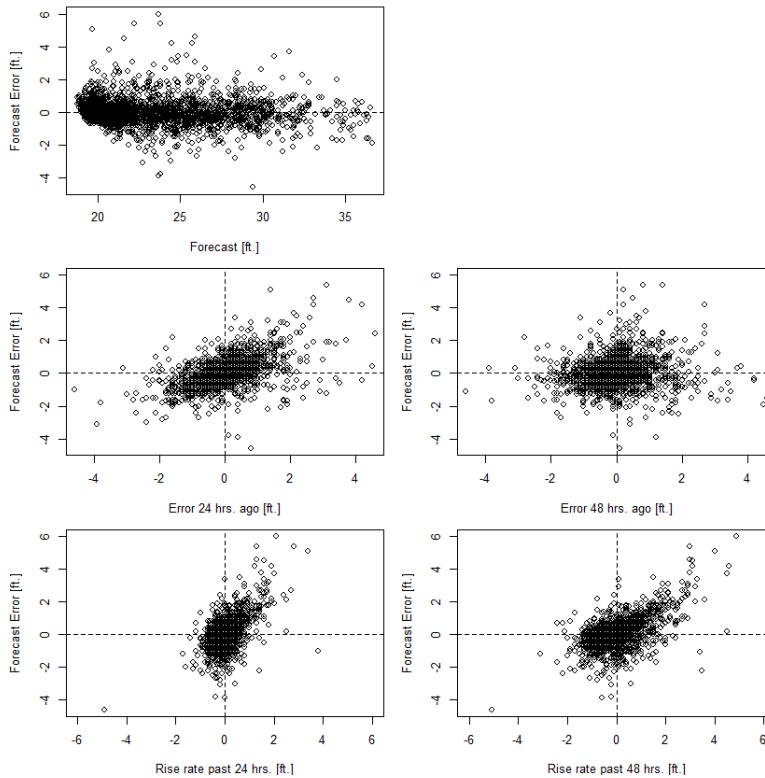 Forecast Error [ft.]
-4 -2 0 2 4 6
20 25 30 35
Forecast [ft.]
Forecast Error [ft.]
-4 -2 0 2 4 6
-4 -2 0 2 4
Error 24 hrs. ago [ft.]
Forecast Error [ft.]
-4 -2 0 2 4 6
-4 -2 0 2 4
Error 48 hrs. ago [ft.]
Forecast Error [ft.]
-4 -2 0 2 4 6
-6 -4 -2 0 2 4 6
Rise rate past 24 hrs. [ft.]
Forecast Error [ft.]
-4 -2 0 2 4 6
-6 -4 -2 0 2 4 6
Rise rate past 48 hrs. [ft.]